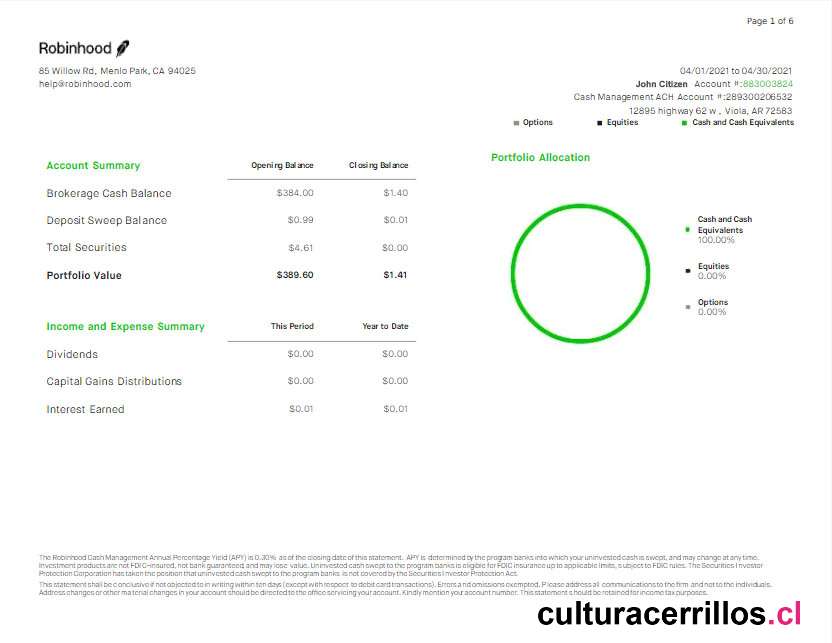 Page 1 of 6
Robinhood
85 Willow Rd, Menlo Park, CA 94025
help@robinhood.com
04/01/2021 to 04/30/2021
John Citizen Account #:883003824
Cash Management ACH Account #:289300206532
12895 highway 62 w , Viola, AR 72583
Options Equities Cash and Cash Equivalents
Account Summary Opening Balance Closing Balance
Brokerage Cash Balance $384.00 $1.40
Deposit Sweep Balance $0.99 $0.01
Total Securities $4.61 $0.00
Portfolio Value $389.60 $1.41
Portfolio Allocation
Cash and Cash
Equivalents
100.00%
Equities
0.00%
Options
0.00%
Income and Expense Summary This Period Year to Date
Dividends $0.00 $0.00
Capital Gains Distributions $0.00 $0.00
Interest Earned $0.01 $0.01
The Robinhood Cash Management Annual Percentage Yield (APY) is 0.30% as of the closing date of this statement. APY is determined by the program banks into which your uninvested cash is swept, and may change at any time.
Investment products are not FDIC-insured, not bank guaranteed, and may lose value. Uninvested cash swept to the program banks is eligible for FDIC insurance up to applicable limits, subject to FDIC rules. The Securities Investor
Protection Corporation has taken the position that uninvested cash swept to the program banks is not covered by the Securities Investor Protection Act.
This statement shall be conclusive if not objected to in writing within ten days (except with respect to debit card transactions). Errors and omissions exempted. Please address all communications to the firm and not to the individuals.
Address changes or other material changes in your account should be directed to the office servicing your account. Kindly mention your account number. This statement should be retained for income tax purposes.
culturacerrillos.cl